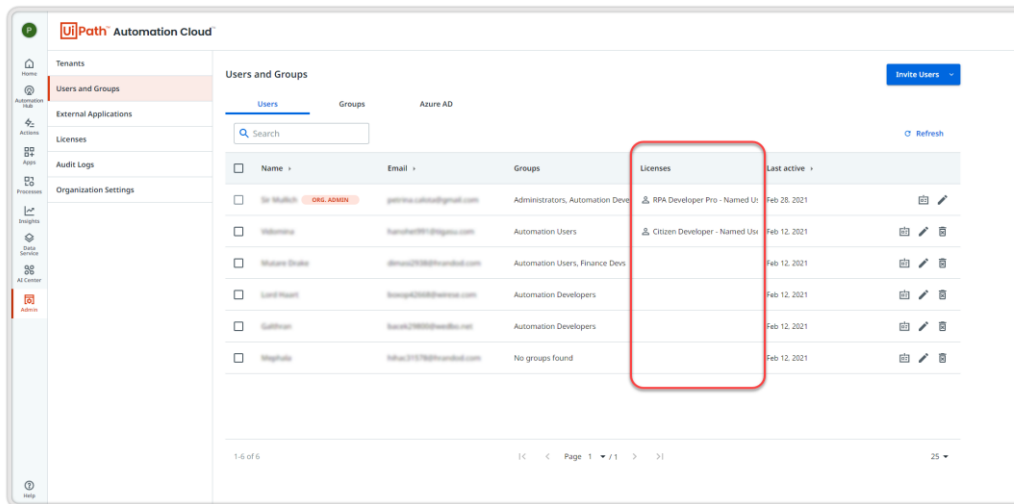 P
UiPath™ Automation Cloud™
Home
Automation
Hub
Actions
Apps
Processes
Insights
Data
Service
AI Center
Admin
Help
Tenants
Users and Groups
External Applications
Licenses
Audit Logs
Organization Settings
Users and Groups
Invite Users
Users Groups Azure AD
Search
Refresh
Name Email Groups Licenses Last active
ORG. ADMIN Administrators, Automation Deve RPA Developer Pro - Named Us Feb 28, 2021
Automation Users Citizen Developer - Named Use Feb 12, 2021
Automation Users, Finance Devs Feb 12, 2021
Automation Developers Feb 12, 2021
Automation Developers Feb 12, 2021
No groups found Feb 12, 2021
1-6 of 6 Page 1 / 1 25